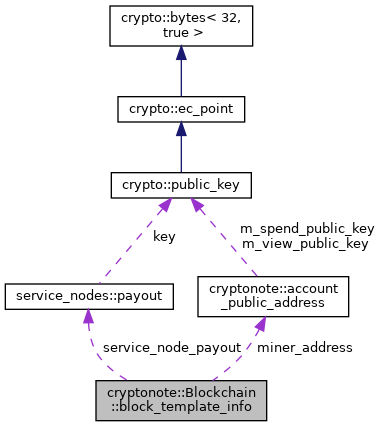 crypto::bytes< 32,
true >
crypto::ec_point
crypto::public_key
key
m_spend_public_key
m_view_public_key
service_nodes::payout
cryptonote::account
_public_address
service_node_payout
miner_address
cryptonote::Blockchain
::block_template_info